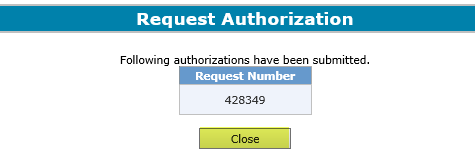 Request Authorization
Following authorizations have been submitted.
Request Number
428349
Close